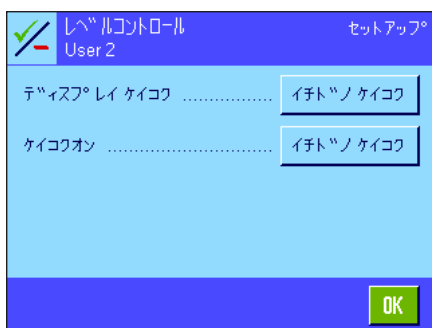 レベルコントロール セットアップ
User 2
ディスプレイ ケイコク ................ イチドノ ケイコク
ケイコクオン ............................. イチドノ ケイコク
OK